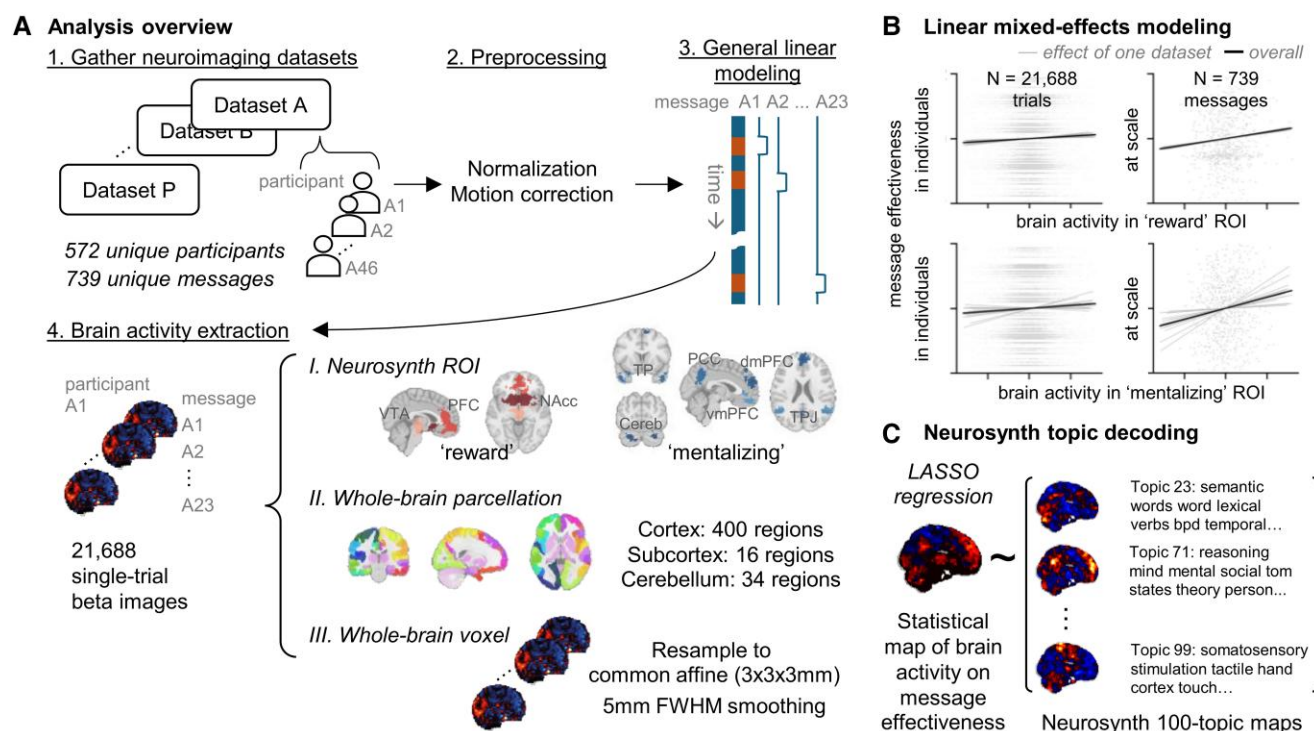 A Analysis overview
1. Gather neuroimaging datasets
Dataset A
Dataset B
Dataset P
participant
A1
A2
A46
572 unique participants
739 unique messages
2. Preprocessing
Normalization
Motion correction
3. General linear
modeling
message A1 A2 ... A23
time →
4. Brain activity extraction
participant
A1
message
A1
A2
A23
21,688
single-trial
beta images
I. Neurosynth ROI
VTA
PFC
NAcc
'reward'
TP
Cereb
PCC
dmPFC
vmPFC
TPJ
'mentalizing'
II. Whole-brain parcellation
Cortex: 400 regions
Subcortex: 16 regions
Cerebellum: 34 regions
III. Whole-brain voxel
Resample to
common affine (3x3x3mm)
5mm FWHM smoothing
B Linear mixed-effects modeling
effect of one dataset
overall
message effectiveness
in individuals
N = 21,688
trials
at scale
N = 739
messages
brain activity in 'reward' ROI
in individuals
at scale
brain activity in 'mentalizing' ROI
C Neurosynth topic decoding
LASSO
regression
~
Statistical
map of brain
activity on
message
effectiveness
Topic 23: semantic
words word lexical
verbs bpd temporal…
Topic 71: reasoning
mind mental social tom
states theory person...
Topic 99: somatosensory
stimulation tactile hand
cortex touch…
Neurosynth 100-topic maps